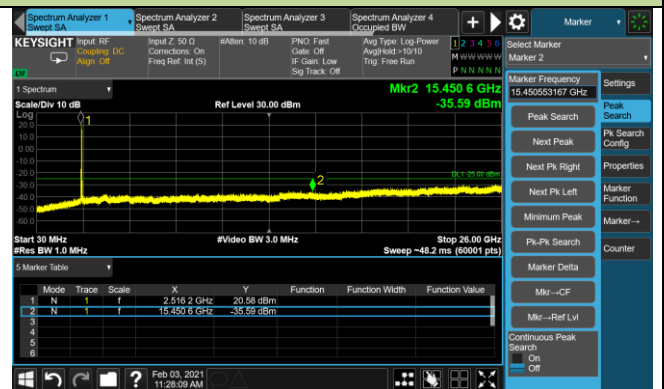 Spectrum Analyzer 1
Swept SA
Spectrum Analyzer 2
Swept SA
Spectrum Analyzer 3
Swept SA
Spectrum Analyzer 4
Occupied BW
+
Marker
KEYSIGHT
Input: RF
Coupling: DC
Align: Off
Input Z: 50 Ω
Corrections: On
Freq Ref: Int (S)
#Atten: 10 dB
PNO: Fast
Gate: Off
IF Gain: Low
Sig Track: Off
Avg Type: Log-Power
Avg|Hold:>10/10
Trig: Free Run
1 2 3 4 5 6
M W W W W W
P N N N N N
LXI
Select Marker
Marker 2
1 Spectrum
Scale/Div 10 dB
Log
Ref Level 30.00 dBm
Mkr2 15.450 6 GHz
-35.59 dBm
20.0
10.0
0.00
-10.0
-20.0
-30.0
-40.0
-50.0
-60.0
1
2
DL1 -25.00 dBm
Start 30 MHz
#Res BW 1.0 MHz
#Video BW 3.0 MHz
Stop 26.00 GHz
Sweep ~48.2 ms (60001 pts)
5 Marker Table
Mode Trace Scale X Y Function Function Width Function Value
1 N 1 f 2.516 2 GHz 20.58 dBm
2 N 1 f 15.450 6 GHz -35.59 dBm
3
4
5
6
Feb 03, 2021
11:28:09 AM
?
Marker Frequency
15.450553167 GHz
Peak Search
Next Peak
Next Pk Right
Next Pk Left
Minimum Peak
Pk-Pk Search
Marker Delta
Mkr→CF
Mkr→Ref Lvl
Continuous Peak
Search
On
Off
Settings
Peak
Search
Pk Search
Config
Properties
Marker
Function
Marker→
Counter